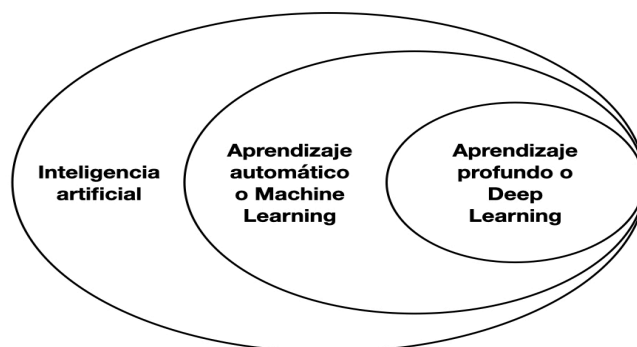 Inteligencia
artificial
Aprendizaje
automático
o Machine
Learning
Aprendizaje
profundo o
Deep
Learning